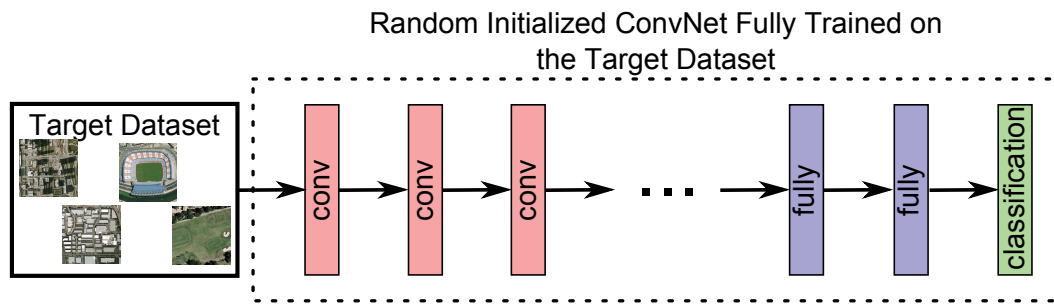 Random Initialized ConvNet Fully Trained on
the Target Dataset
Target Dataset
conv
conv
conv
...
fully
fully
classification